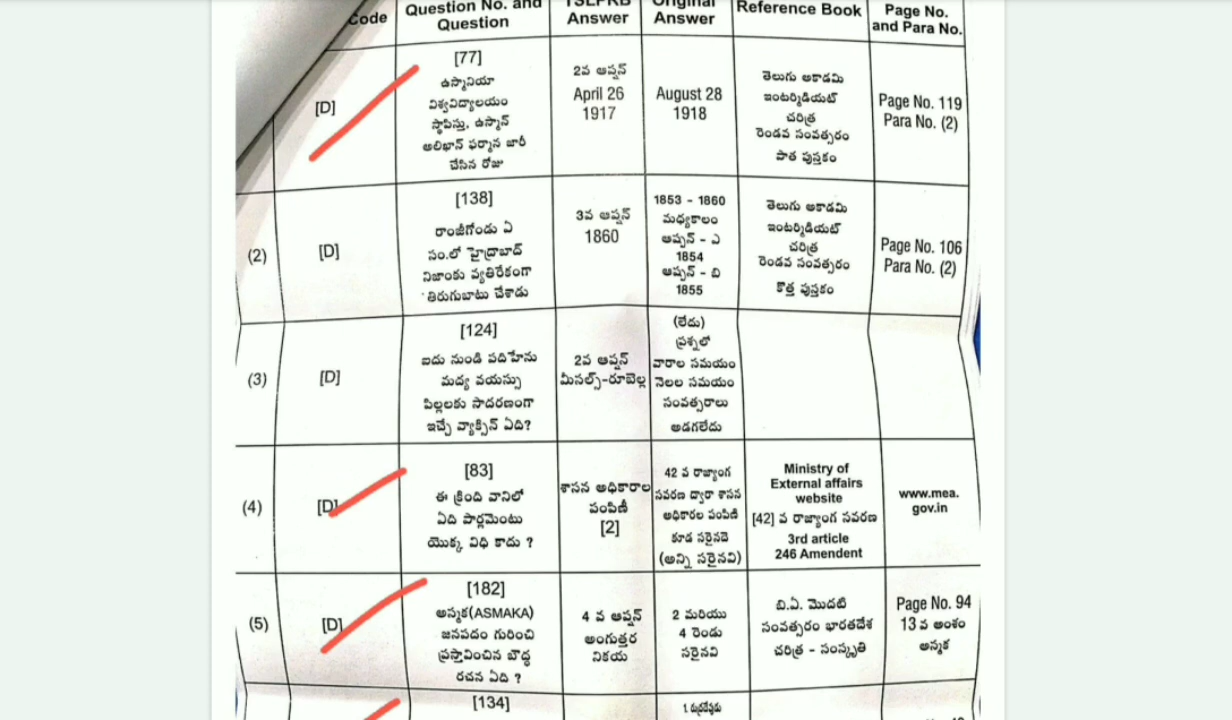 Code
Question No. and
Question
TSLPRB
Answer
Original
Answer
Reference Book
Page No.
and Para No.
[D]
[77]
ఉస్మానియా
విశ్వవిద్యాలయం
స్థాపిస్తు, ఉస్మాన్
అలీఖాన్ ఫర్మాన జారీ
చేసిన రోజు
2వ ఆప్షన్
April 26
1917
August 28
1918
తెలుగు అకాడమి
ఇంటర్మీడియట్
చరిత్ర
రెండవ సంవత్సరం
పాత పుస్తకం
Page No. 119
Para No. (2)
(2)
[D]
[138]
రాంజీగోండు ఏ
సం.లో హైద్రాబాద్
నిజాంకు వ్యతిరేకంగా
తిరుగుబాటు చేశాడు
3వ ఆప్షన్
1860
1853 - 1860
మధ్యకాలం
ఆప్షన్ - ఎ
1854
ఆప్షన్ - బి
1855
తెలుగు అకాడమి
ఇంటర్మీడియట్
చరిత్ర
రెండవ సంవత్సరం
కొత్త పుస్తకం
Page No. 106
Para No. (2)
(3)
[D]
[124]
ఐదు నుండి పదిహేను
మద్య వయస్సు
పిల్లలకు సాదరణంగా
ఇచ్చే వ్యాక్సిన్ ఏది?
2వ ఆప్షన్
మీసల్స్-రూబెల్ల
(లేదు)
ప్రశ్నలో
వారాల సమయం
నెలల సమయం
సంవత్సరాలు
అడగలేదు
(4)
[D]
[83]
ఈ క్రింది వానిలో
ఏది పార్లమెంటు
యొక్క విధి కాదు ?
శాసన అధికారాల
పంపిణీ
[2]
42 వ రాజ్యాంగ
సవరణ ద్వారా శాసన
అధికారల పంపిణి
కూడ సరైనదె
(అన్ని సరైనవి)
Ministry of
External affairs
website
[42] వ రాజ్యాంగ సవరణ
3rd article
246 Amendent
www.mea.
gov.in
(5)
[D]
[182]
అస్మక(ASMAKA)
జనపదం గురించి
ప్రస్తావించిన బౌద్ధ
రచన ఏది ?
4 వ ఆప్షన్
అంగుత్తర
నికయ
2 మరియు
4 రెండు
సరైనవి
బి.ఏ. మొదటి
సంవత్సరం భారతదేశ
చరిత్ర - సంస్కృతి
Page No. 94
13 వ అంశం
అస్మక
[134]